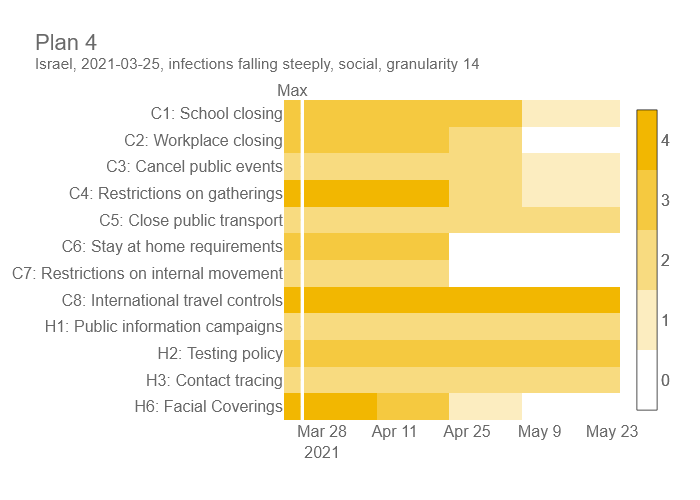 Plan 4
Israel, 2021-03-25, infections falling steeply, social, granularity 14
Max
C1: School closing
C2: Workplace closing
C3: Cancel public events
C4: Restrictions on gatherings
C5: Close public transport
C6: Stay at home requirements
C7: Restrictions on internal movement
C8: International travel controls
H1: Public information campaigns
H2: Testing policy
H3: Contact tracing
H6: Facial Coverings
Mar 28 Apr 11 Apr 25 May 9 May 23
2021
4
3
2
1
0